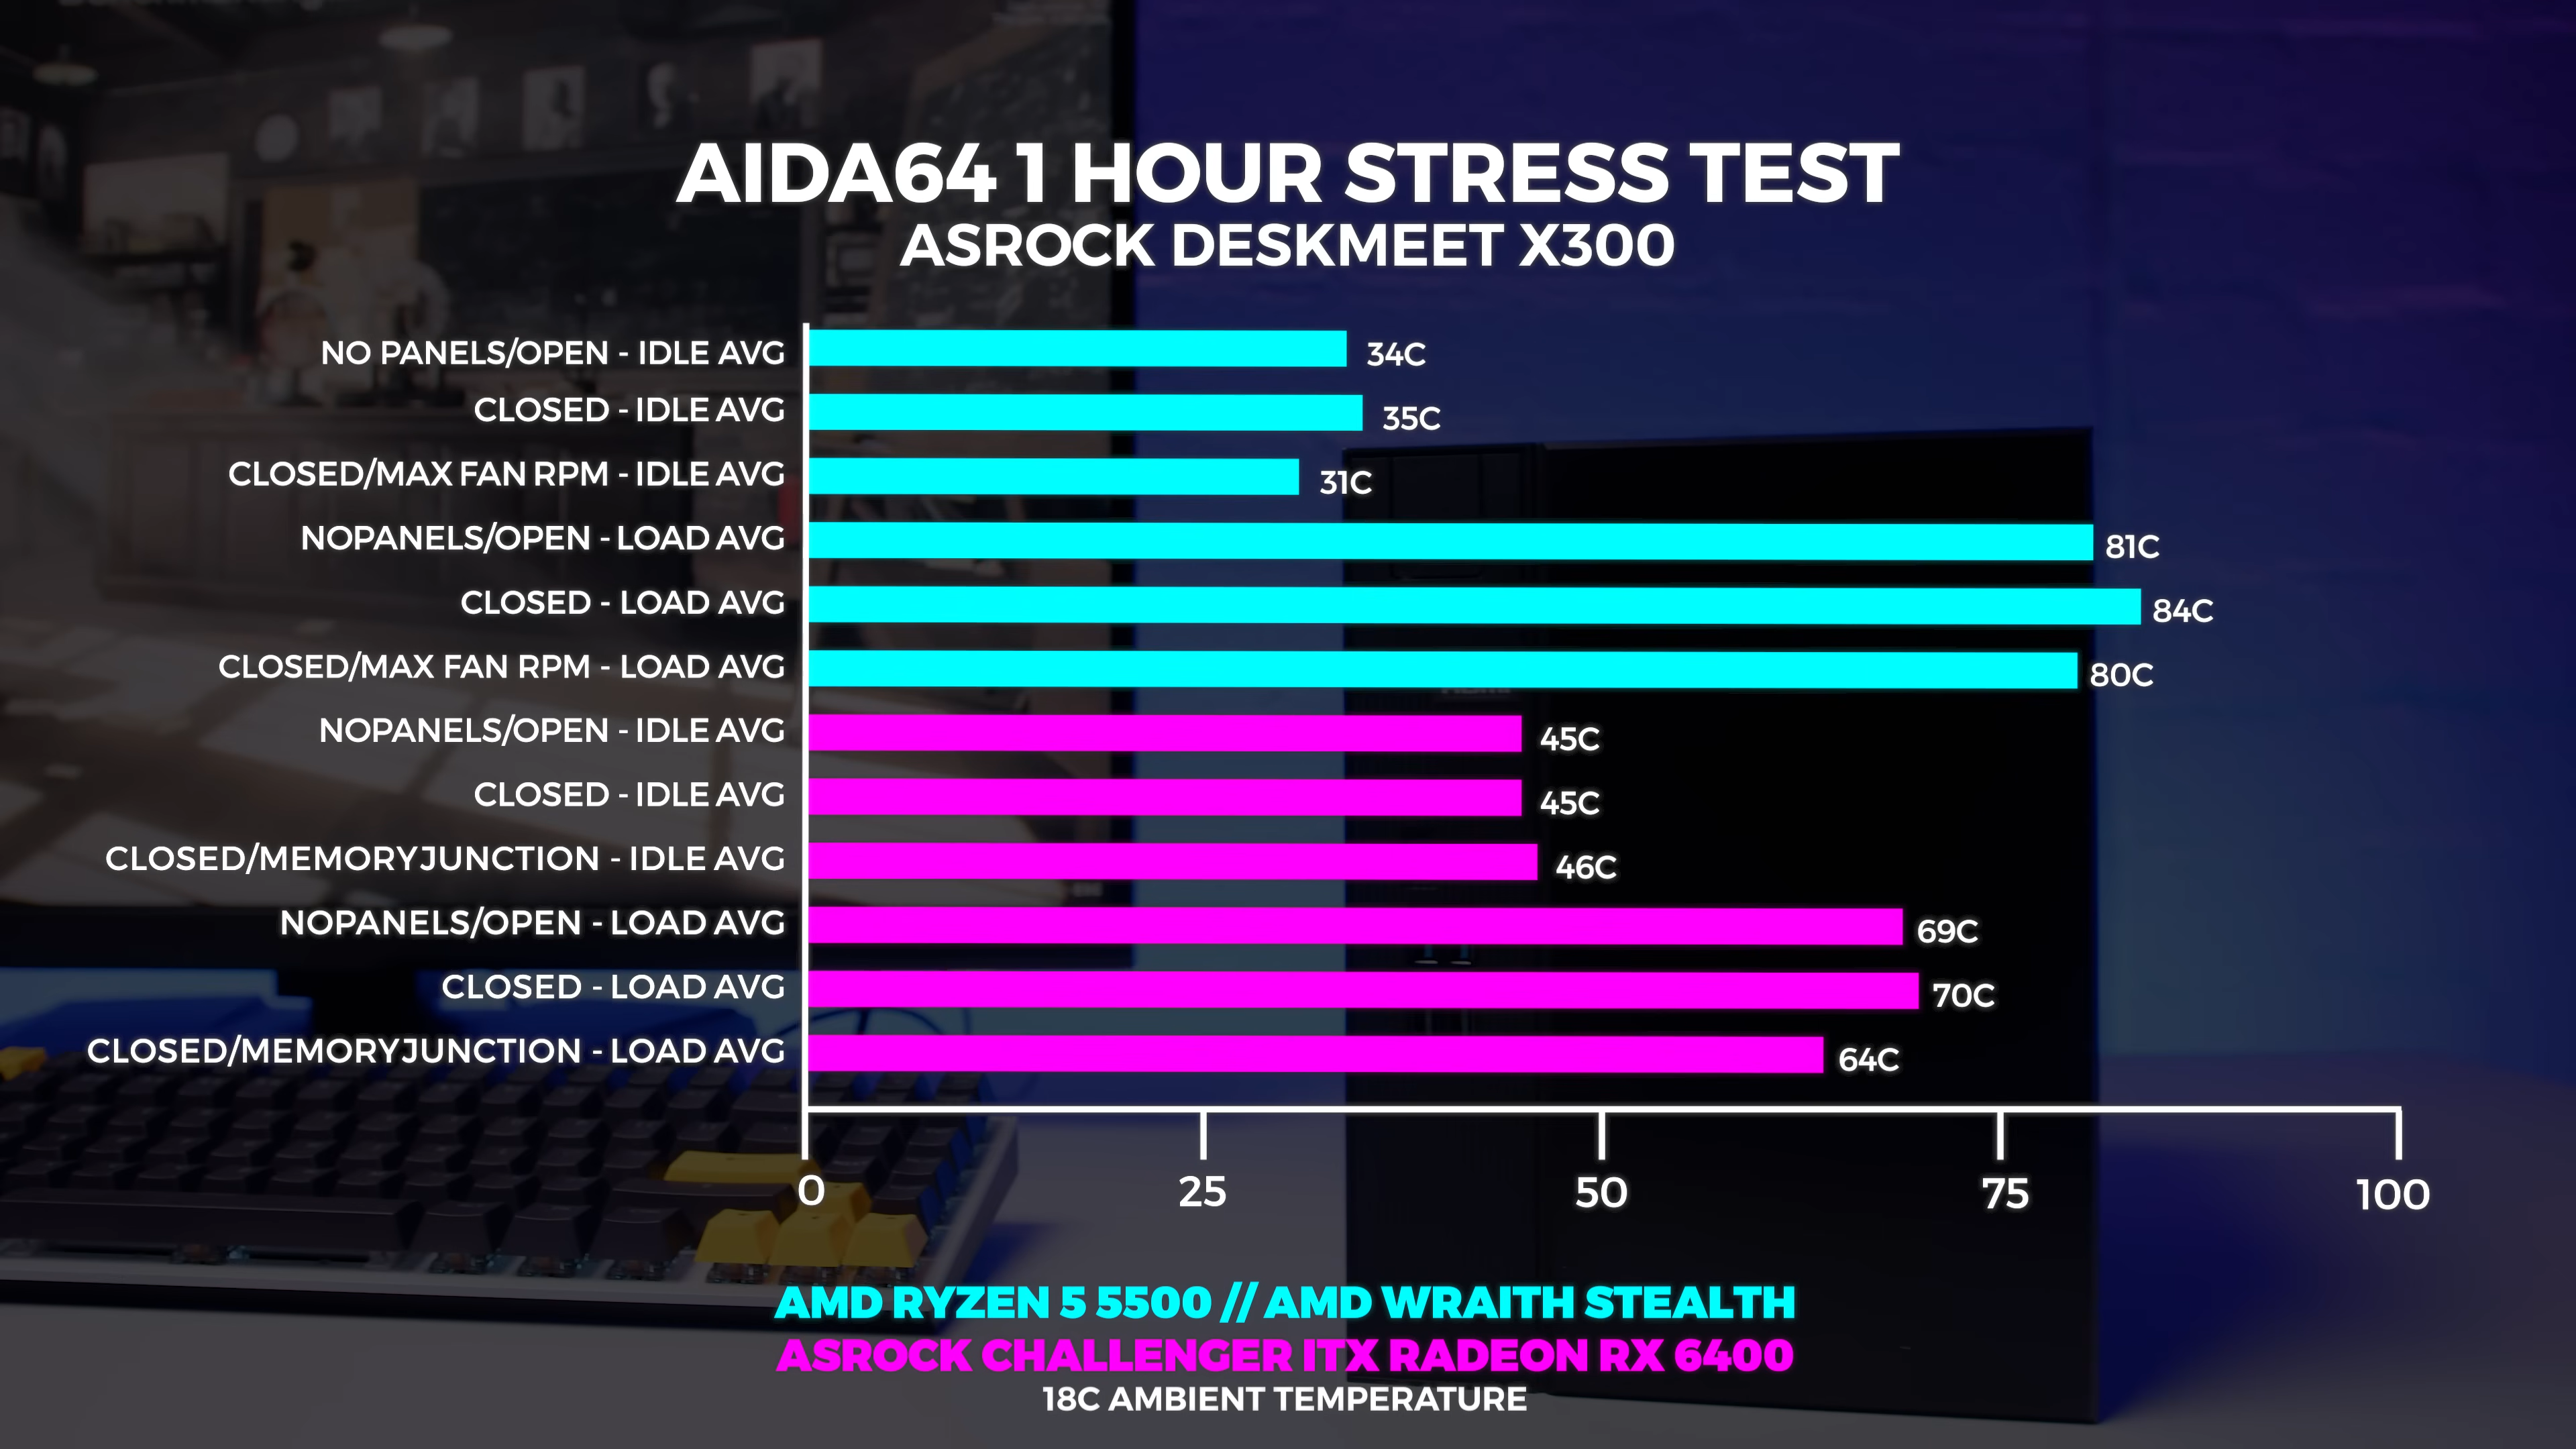 AIDA64 1 HOUR STRESS TEST
ASROCK DESKMEET X300
NO PANELS/OPEN - IDLE AVG 34C
CLOSED - IDLE AVG 35C
CLOSED/MAX FAN RPM - IDLE AVG 31C
NOPANELS/OPEN - LOAD AVG 81C
CLOSED - LOAD AVG 84C
CLOSED/MAX FAN RPM - LOAD AVG 80C
NOPANELS/OPEN - IDLE AVG 45C
CLOSED - IDLE AVG 45C
CLOSED/MEMORY JUNCTION - IDLE AVG 46C
NOPANELS/OPEN - LOAD AVG 69C
CLOSED - LOAD AVG 70C
CLOSED/MEMORY JUNCTION - LOAD AVG 64C
0 25 50 75 100
AMD RYZEN 5 5500 // AMD WRAITH STEALTH
ASROCK CHALLENGER ITX RADEON RX 6400
18C AMBIENT TEMPERATURE